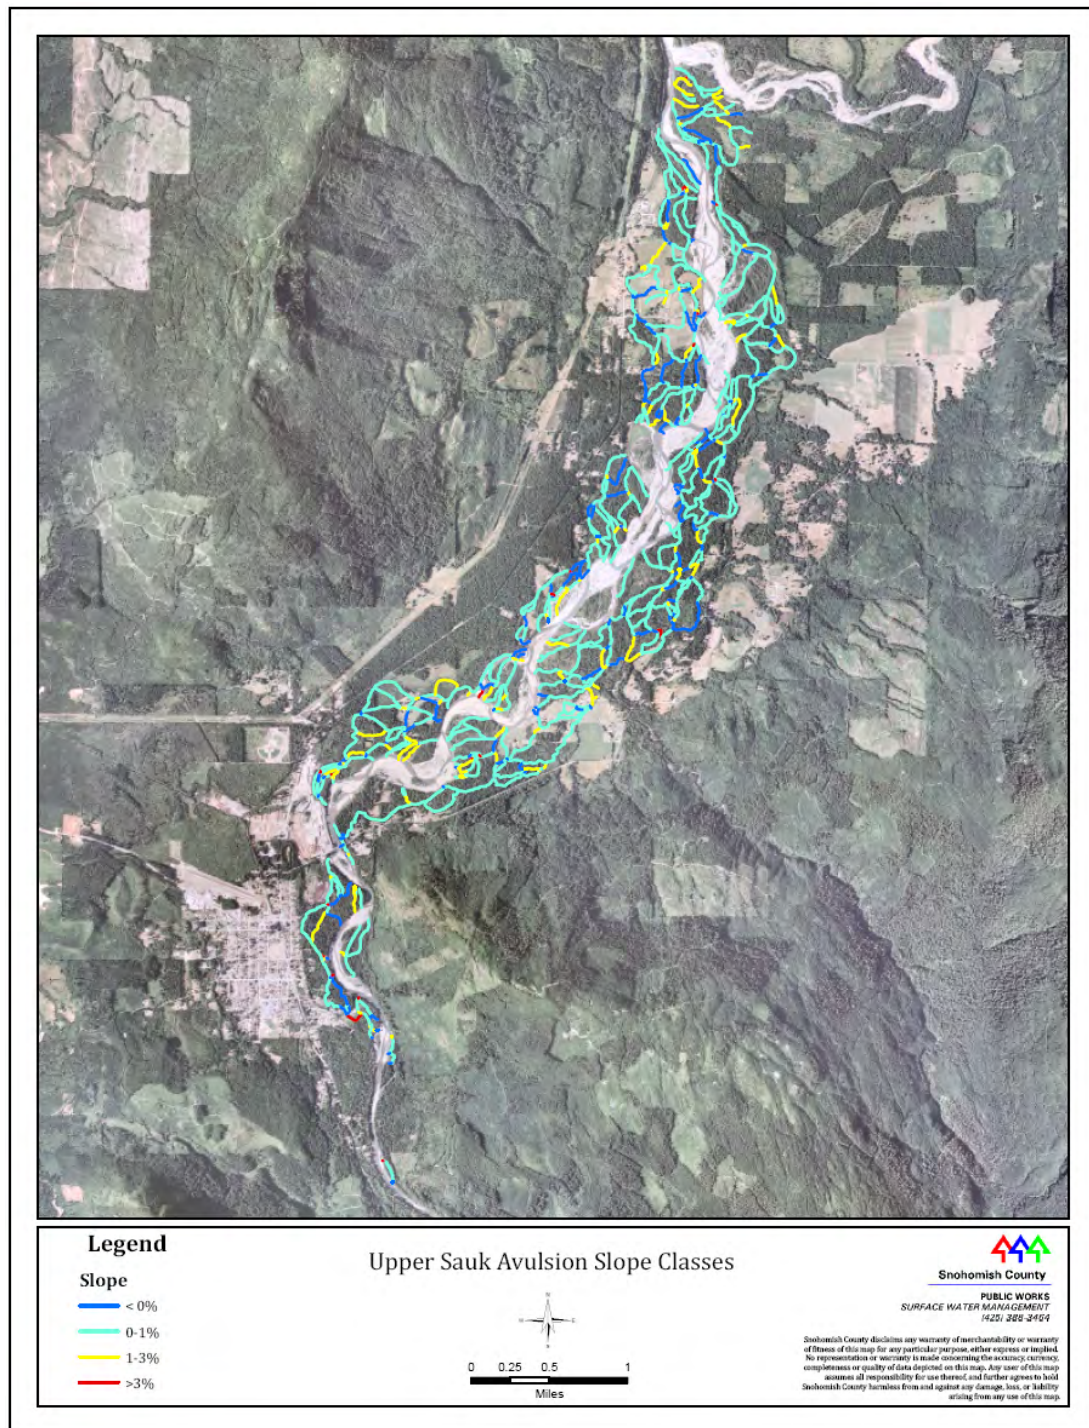 Legend
Slope
< 0%
0-1%
1-3%
>3%
Upper Sauk Avulsion Slope Classes
N
W
E
S
0 0.25 0.5 1
Miles
Snohomish County
PUBLIC WORKS
SURFACE WATER MANAGEMENT
(425) 388-3464
Snohomish County disclaims any warranty of merchantability or warranty
of fitness of this map for any particular purpose, either express or implied.
No representation or warranty is made concerning the accuracy, currency,
completeness or quality of data depicted on this map. Any user of this map
assumes all responsibility for use thereof, and further agrees to hold
Snohomish County harmless from and against any damage, loss, or liability
arising from any use of this map.